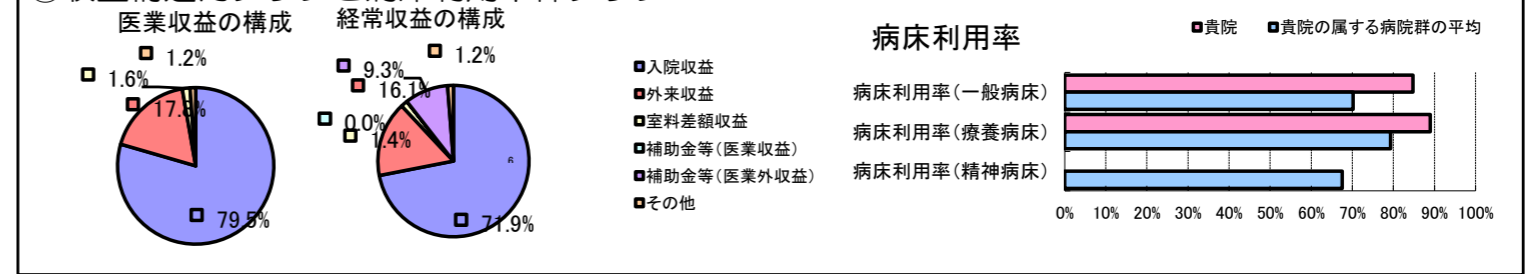 医業収益の構成
1.2%
1.6%
17.8%
79.5%
経常収益の構成
1.2%
9.3%
16.1%
0.0%
1.4%
6
71.9%
入院収益
外来収益
室料差額収益
補助金等(医業収益)
補助金等(医業外収益)
その他
病床利用率
貴院 貴院の属する病院群の平均
病床利用率(一般病床)
病床利用率(療養病床)
病床利用率(精神病床)
0% 10% 20% 30% 40% 50% 60% 70% 80% 90% 100%